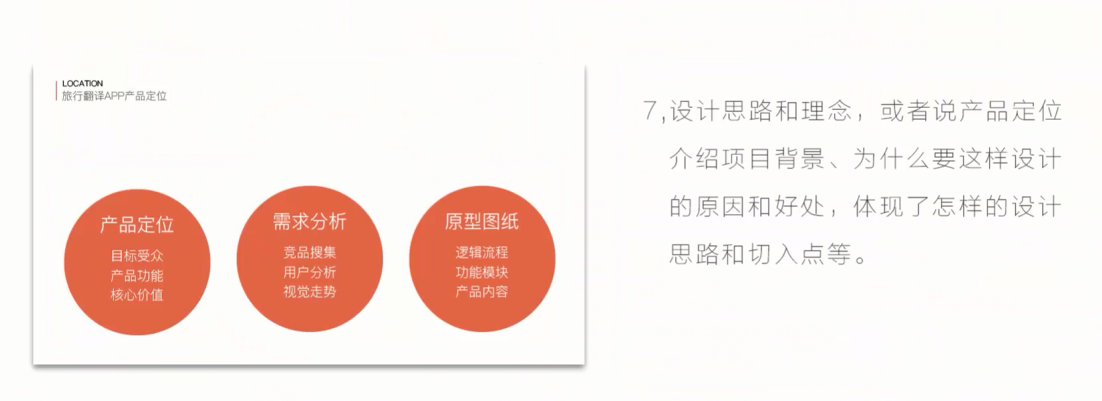 LOCATION
旅行翻译APP产品定位
产品定位
目标受众
产品功能
核心价值
需求分析
竞品搜集
用户分析
视觉走势
原型图纸
逻辑流程
功能模块
产品内容
7,设计思路和理念，或者说产品定位
介绍项目背景、为什么要这样设计
的原因和好处，体现了怎样的设计
思路和切入点等。